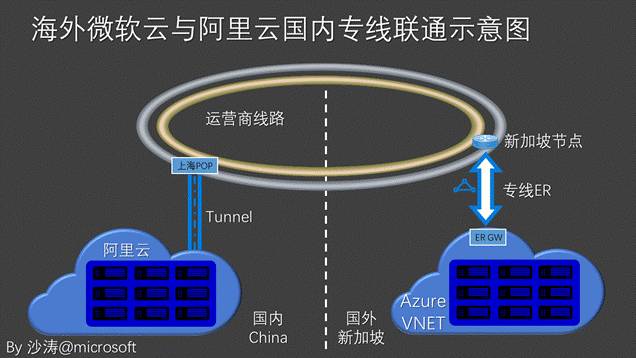 海外微软云与阿里云国内专线联通示意图
运营商线路
新加坡节点
上海POP
专线ER
Tunnel
ER GW
阿里云
Azure
VNET
国内
China
国外
新加坡
By 沙涛@microsoft